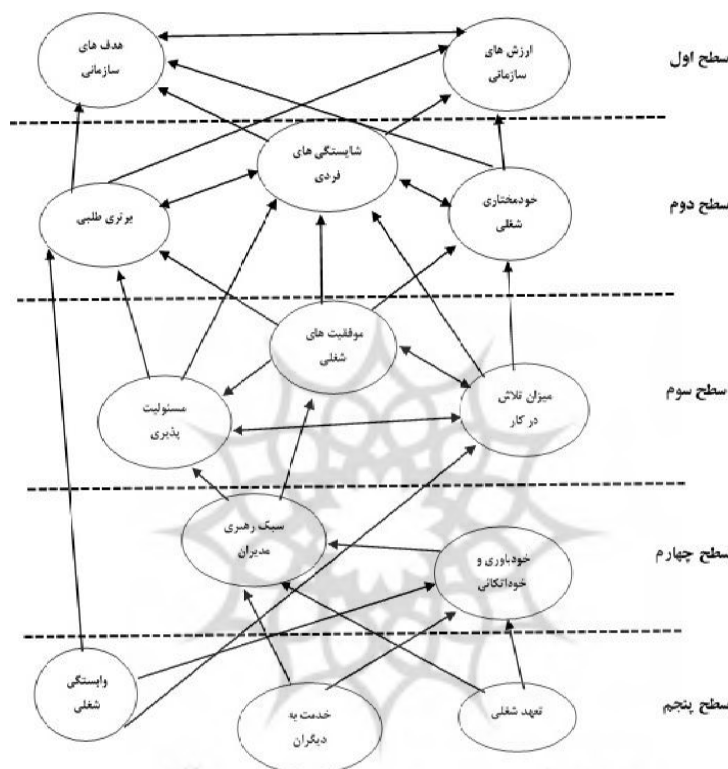 سطح اول
ارزش های
سازمانی
هدف های
سازمانی
سطح دوم
خودمختاری
شغلی
شایستگی های
فردی
برتری طلبی
سطح سوم
میزان تلاش
در کار
موفقیت های
شغلی
مسئولیت
پذیری
سطح چهارم
خودباوری و
خوداتکائی
سبک رهبری
مدیران
سطح پنجم
تعهد شغلی
خدمت به
دیگران
وابستگی
شغلی